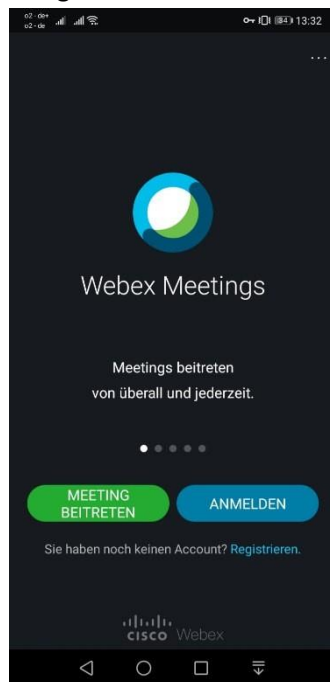 o2 - de+
o2 - de
84 13:32
...
Webex Meetings
Meetings beitreten
von überall und jederzeit.
MEETING
BEITRETEN
ANMELDEN
Sie haben noch keinen Account? Registrieren.
CISCO Webex